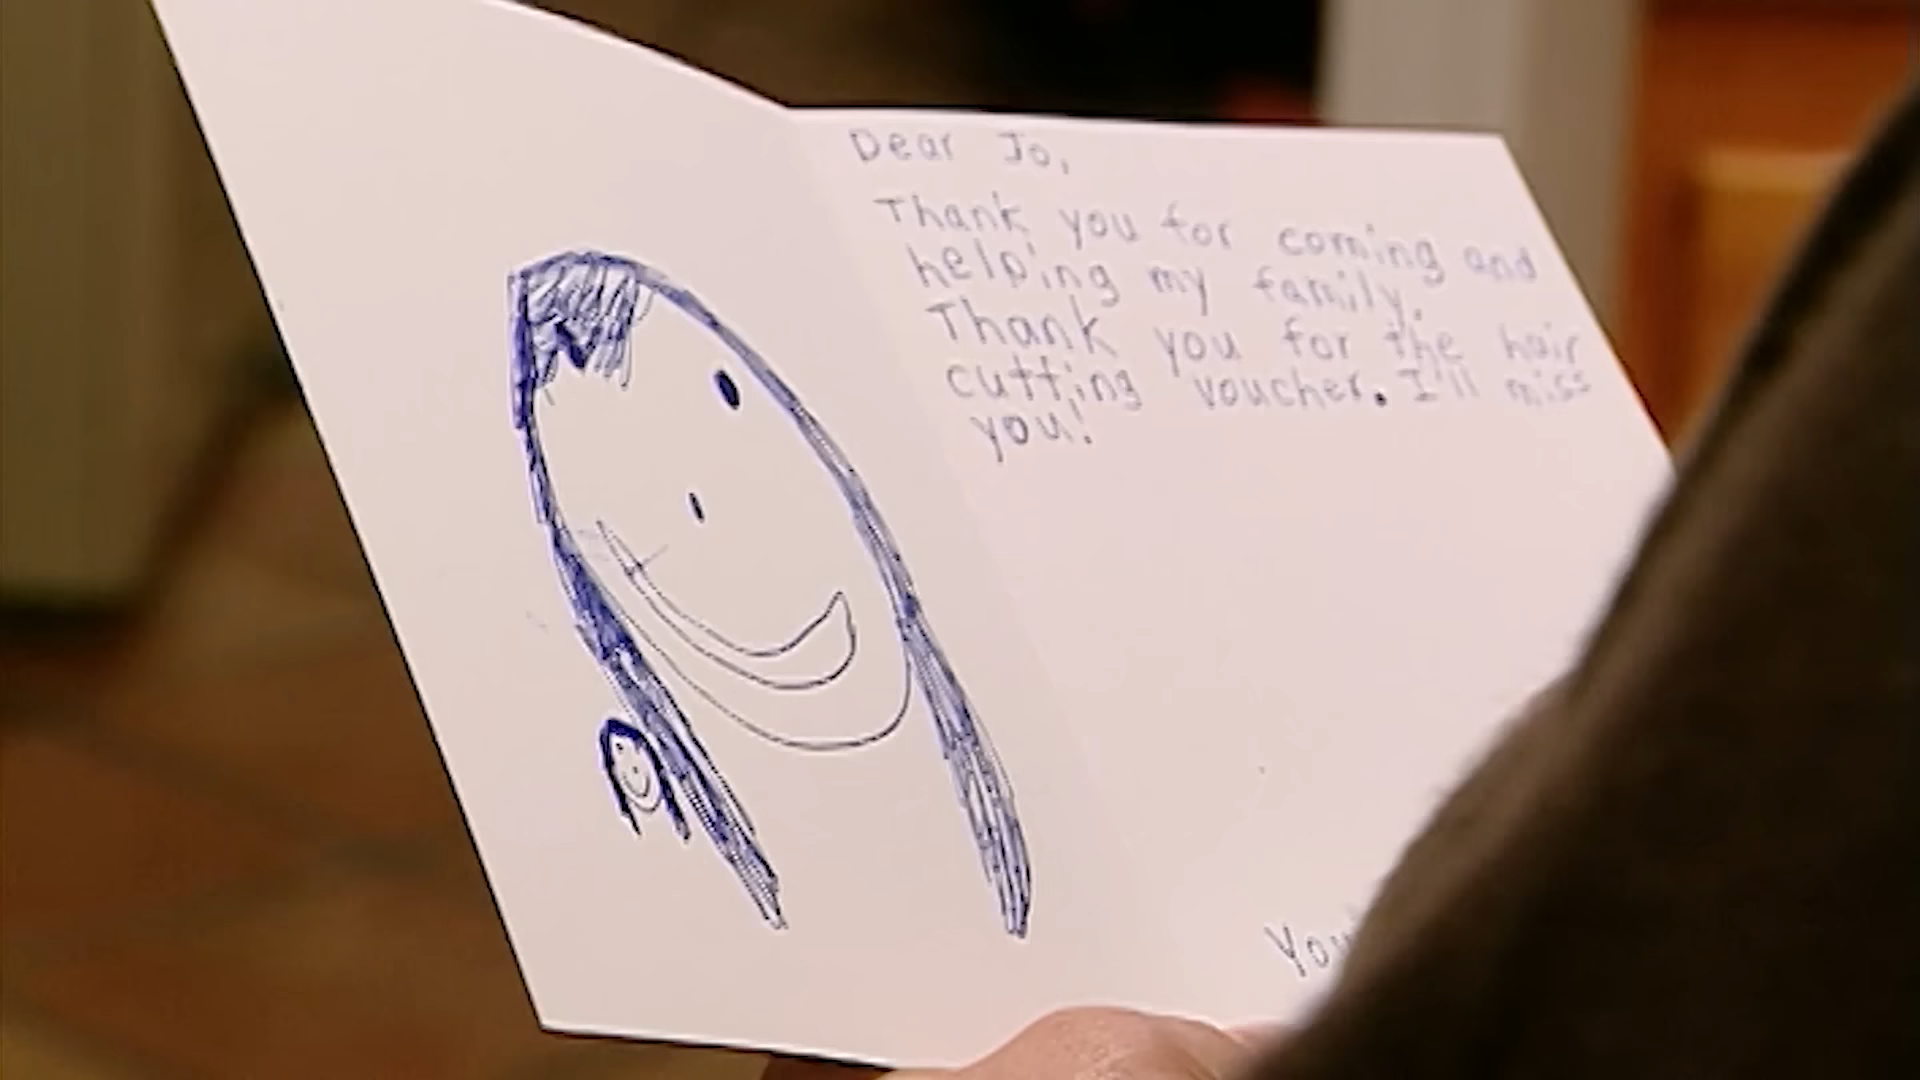 Dear Jo,
Thank you for coming and
helping my family.
Thank you for the hair
cutting voucher. I'll miss
you!